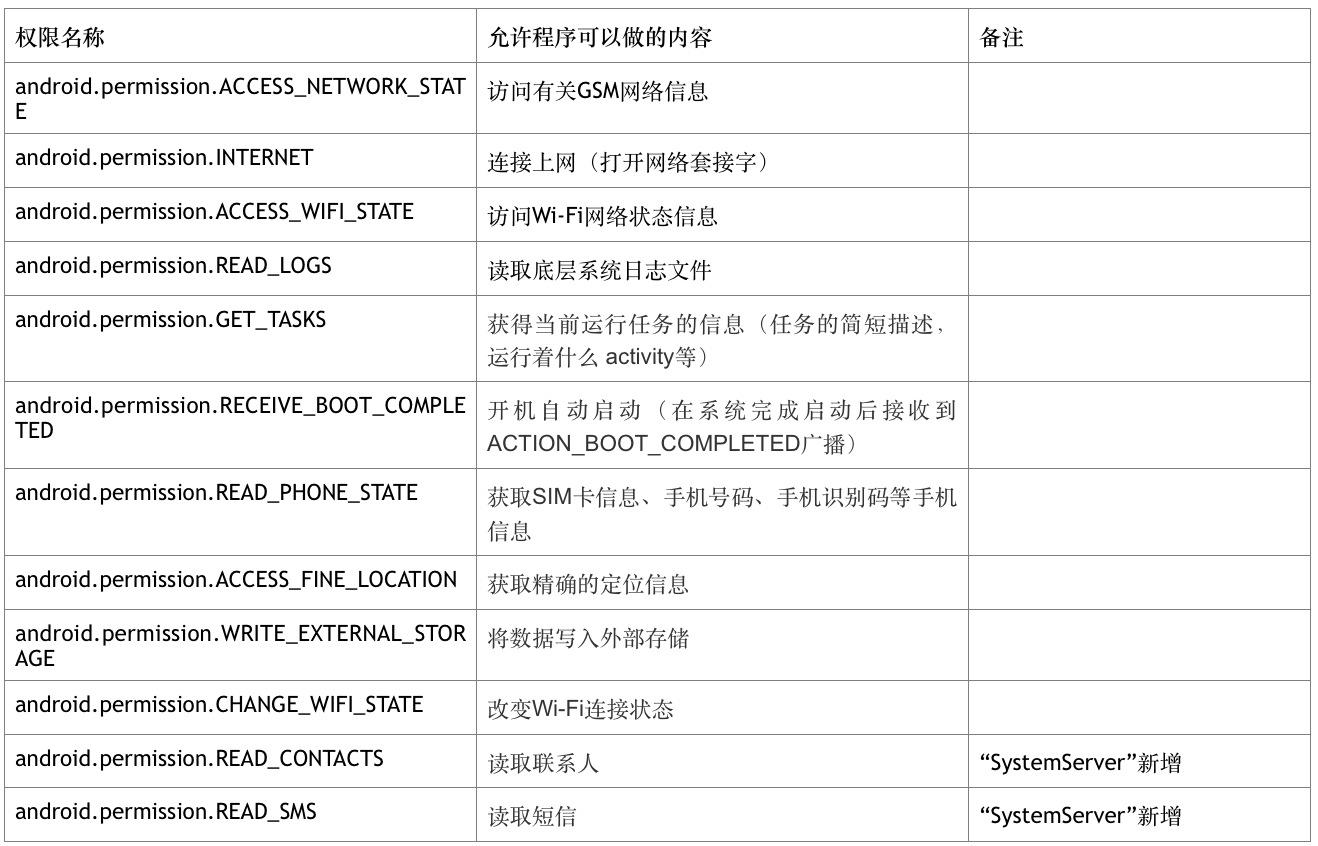 权限名称 允许程序可以做的内容 备注
android.permission.ACCESS_NETWORK_STAT
E
访问有关GSM网络信息
android.permission.INTERNET 连接上网（打开网络套接字）
android.permission.ACCESS_WIFI_STATE 访问Wi-Fi网络状态信息
android.permission.READ_LOGS 读取底层系统日志文件
android.permission.GET_TASKS 获得当前运行任务的信息（任务的简短描述，
运行着什么 activity等）
android.permission.RECEIVE_BOOT_COMPLE
TED
开机自动启动（在系统完成启动后接收到
ACTION_BOOT_COMPLETED广播）
android.permission.READ_PHONE_STATE 获取SIM卡信息、手机号码、手机识别码等手机
信息
android.permission.ACCESS_FINE_LOCATION 获取精确的定位信息
android.permission.WRITE_EXTERNAL_STOR
AGE
将数据写入外部存储
android.permission.CHANGE_WIFI_STATE 改变Wi-Fi连接状态
android.permission.READ_CONTACTS 读取联系人 “SystemServer”新增
android.permission.READ_SMS 读取短信 “SystemServer”新增